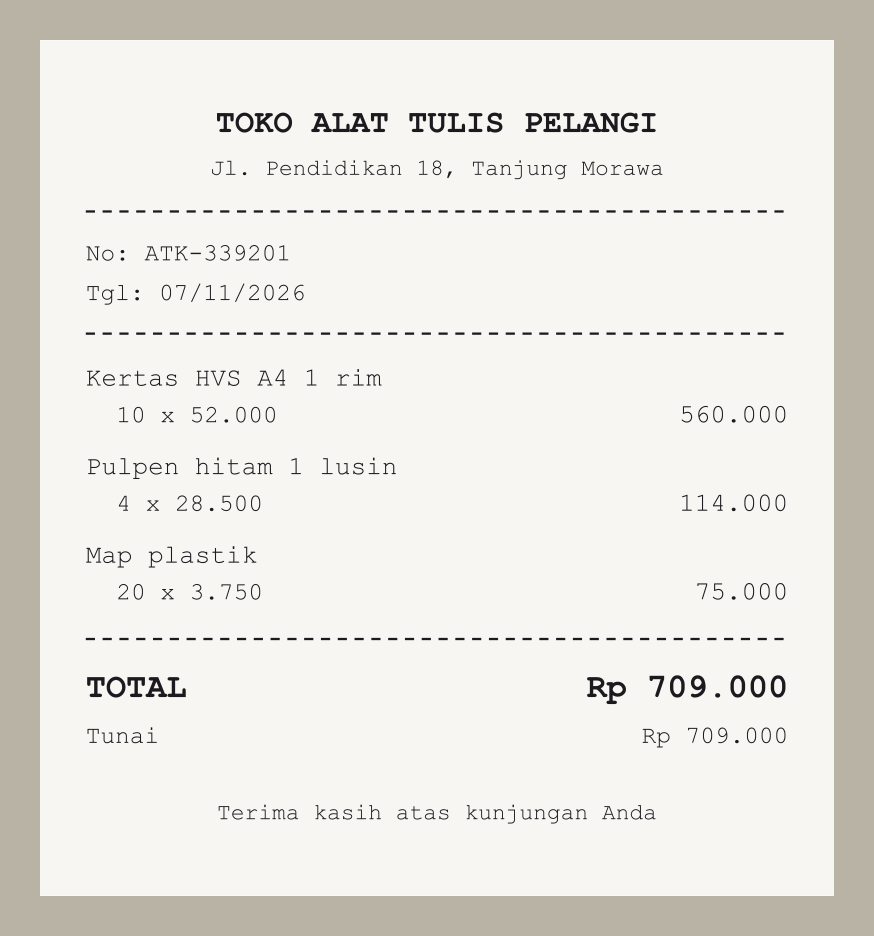 TOKO ALAT TULIS PELANGI
Jl. Pendidikan 18, Tanjung Morawa
No: ATK-339201
Tgl: 07/11/2026
Kertas HVS A4 1 rim
10 x 52.000 560.000
Pulpen hitam 1 lusin
4 x 28.500 114.000
Map plastik
20 x 3.750 75.000
TOTAL Rp 709.000
Tunai Rp 709.000
Terima kasih atas kunjungan Anda